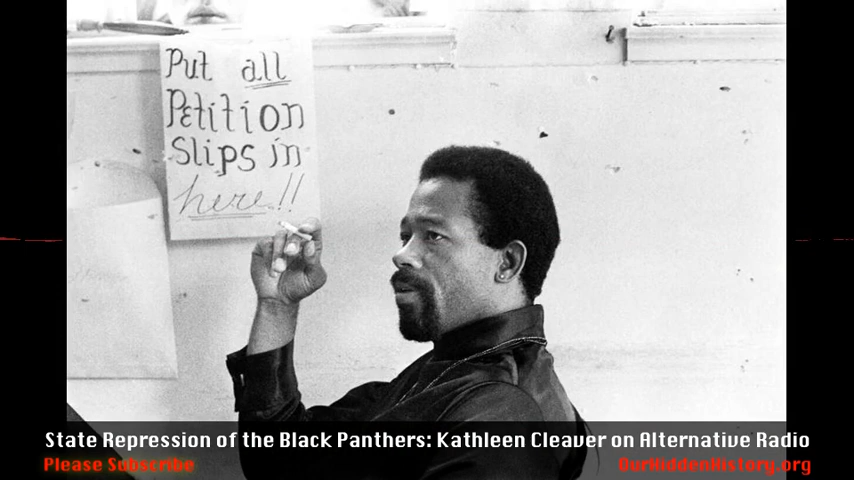 Put all
Petition
Slips in
here!!
State Repression of the Black Panthers: Kathleen Cleaver on Alternative Radio
Please Subscribe
OurHiddenHistory.org